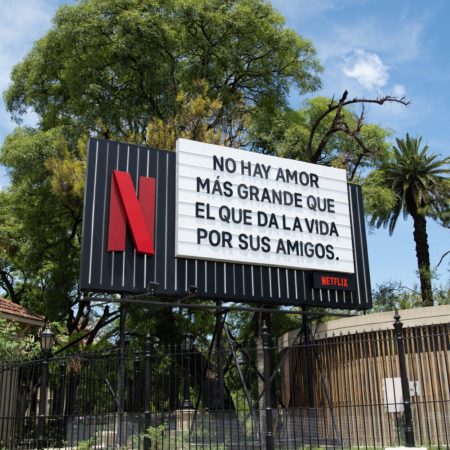 N
NO HAY AMOR
MÁS GRANDE QUE
EL QUE DA LA VIDA
POR SUS AMIGOS.
NETFLIX